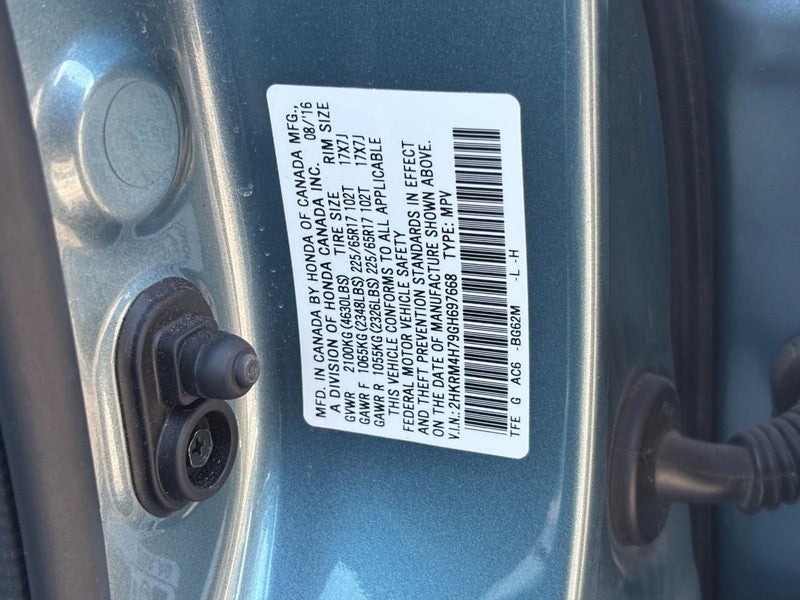 MFD. IN CANADA BY HONDA OF CANADA MFG.,
A DIVISION OF HONDA CANADA INC. 08/'16
GVWR 2100KG(4630LBS) TIRE SIZE RIM SIZE
GAWR F 1065KG(2348LBS) 225/65R17 102T 17X7J
GAWR R 1055KG(2326LBS) 225/65R17 102T 17X7J
THIS VEHICLE CONFORMS TO ALL APPLICABLE
FEDERAL MOTOR VEHICLE SAFETY
AND THEFT PREVENTION STANDARDS IN EFFECT
ON THE DATE OF MANUFACTURE SHOWN ABOVE.
V.I.N.: 2HKRM4H79GH697668 TYPE: MPV
TFE G AC6 -BG62M -L -H